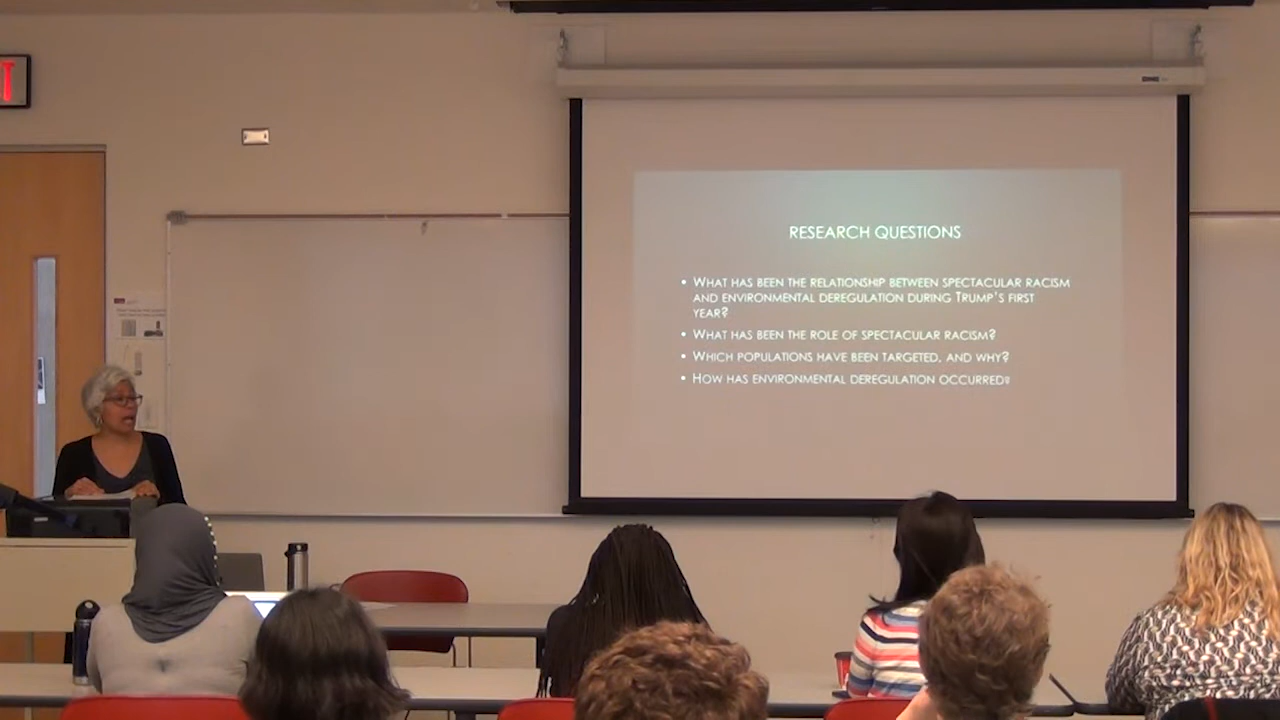 T
RESEARCH QUESTIONS
• WHAT HAS BEEN THE RELATIONSHIP BETWEEN SPECTACULAR RACISM
AND ENVIRONMENTAL DEREGULATION DURING TRUMP'S FIRST
YEAR?
• WHAT HAS BEEN THE ROLE OF SPECTACULAR RACISM?
• WHICH POPULATIONS HAVE BEEN TARGETED, AND WHY?
• HOW HAS ENVIRONMENTAL DEREGULATION OCCURRED?